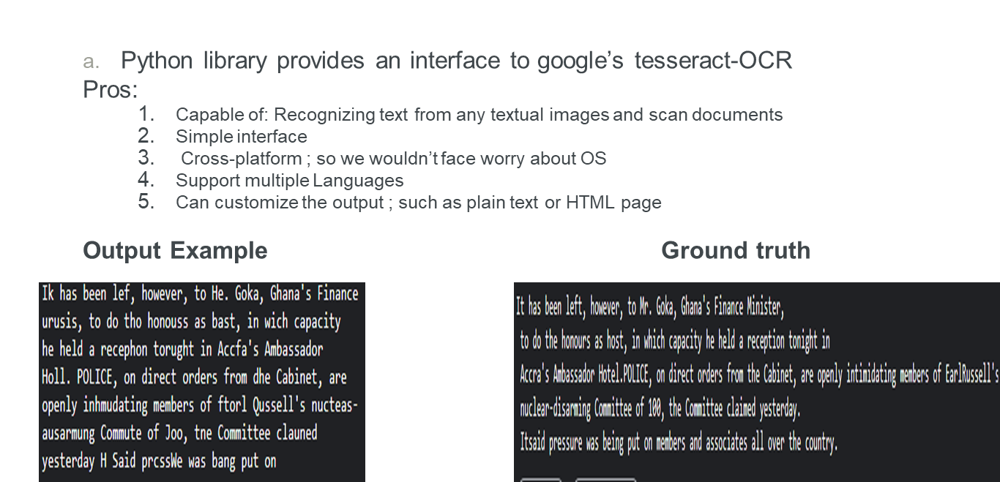 a. Python library provides an interface to google’s tesseract-OCR
Pros:
1. Capable of: Recognizing text from any textual images and scan documents
2. Simple interface
3. Cross-platform ; so we wouldn’t face worry about OS
4. Support multiple Languages
5. Can customize the output ; such as plain text or HTML page
Output Example
Ik has been lef, however, to He. Goka, Ghana's Finance
urusis, to do tho honouss as bast, in wich capacity
he held a recephon torught in Accfa's Ambassador
Holl. POLICE, on direct orders from dhe Cabinet, are
openly inhmudating members of ftorl Qussell's nucteas-
ausarmung Commute of Joo, tne Committee clauned
yesterday H Said prcssWe was bang put on
Ground truth
It has been left, however, to Mr. Goka, Ghana's Finance Minister,
to do the honours as host, in which capacity he held a reception tonight in
Accra's Ambassador Hotel.POLICE, on direct orders from the Cabinet, are openly intimidating members of EarlRussell's
nuclear-disarming Committee of 100, the Committee claimed yesterday.
Itsaid pressure was being put on members and associates all over the country.